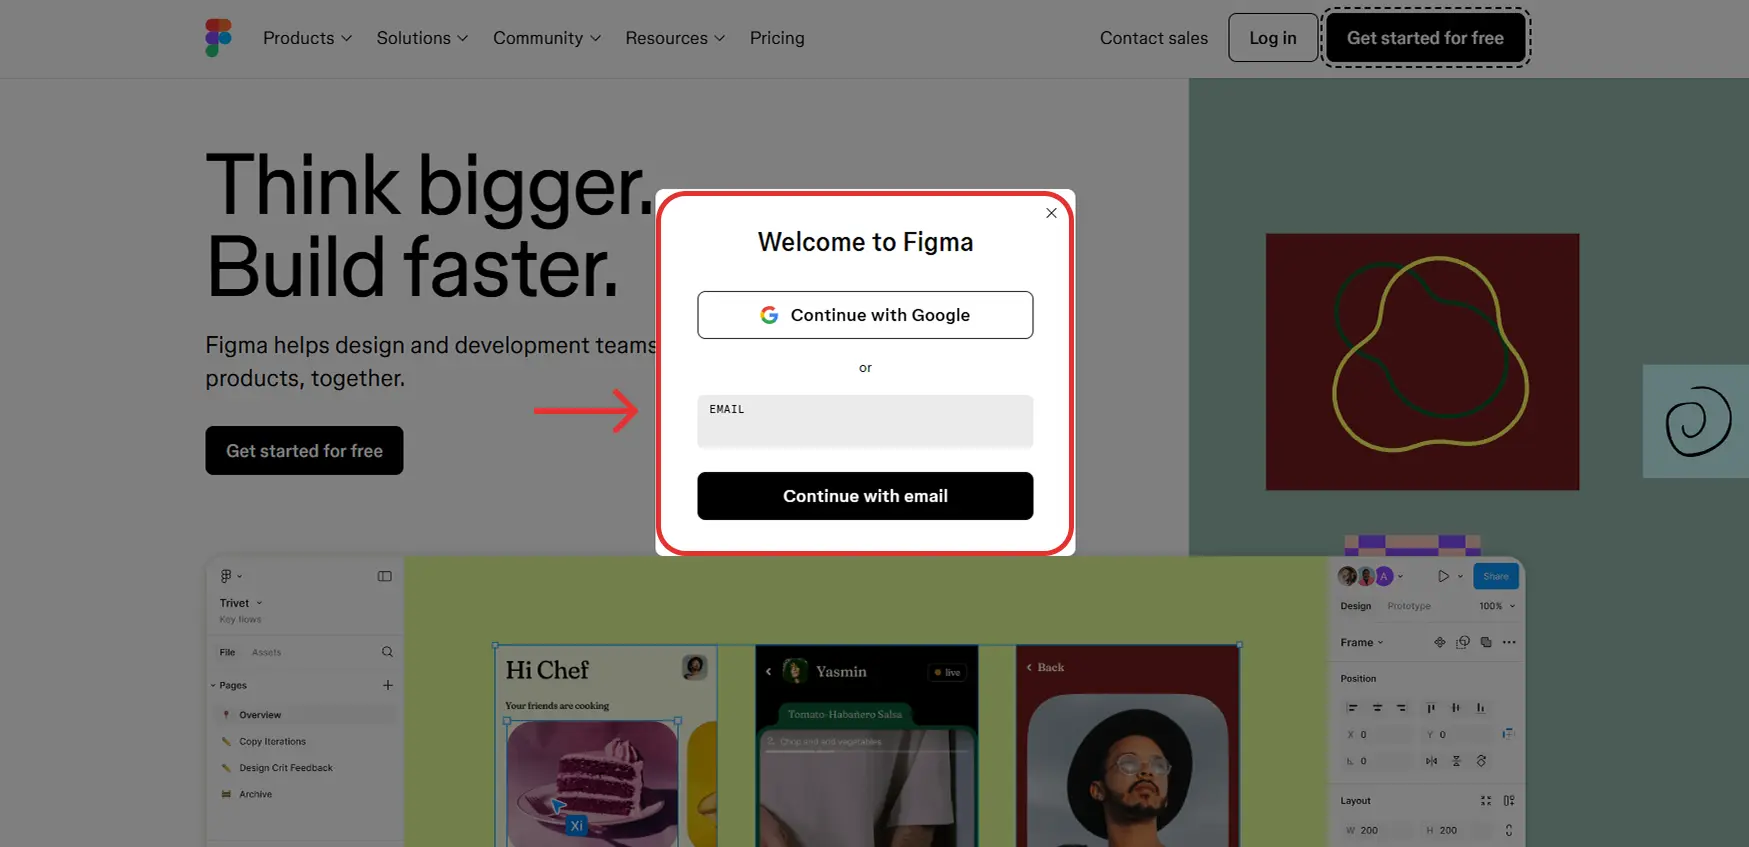 Products
Solutions
Community
Resources
Pricing
Contact sales
Log in
Get started for free
Think bigger.
Build faster.
Figma helps design and development teams
products, together.
Get started for free
Welcome to Figma
Continue with Google
or
EMAIL
Continue with email
Trivet
Key flows
File Assets
Pages
Overview
Copy Iterations
Design Crit Feedback
Archive
Hi Chef
Your friends are cooking
Xi
Yasmin
live
Tomato-Habañero Salsa
2. Chop and add vegetables
Back
A
Share
Design Prototype 100%
Frame
Position
X 0 Y 0
0
Layout
W 200 H 200